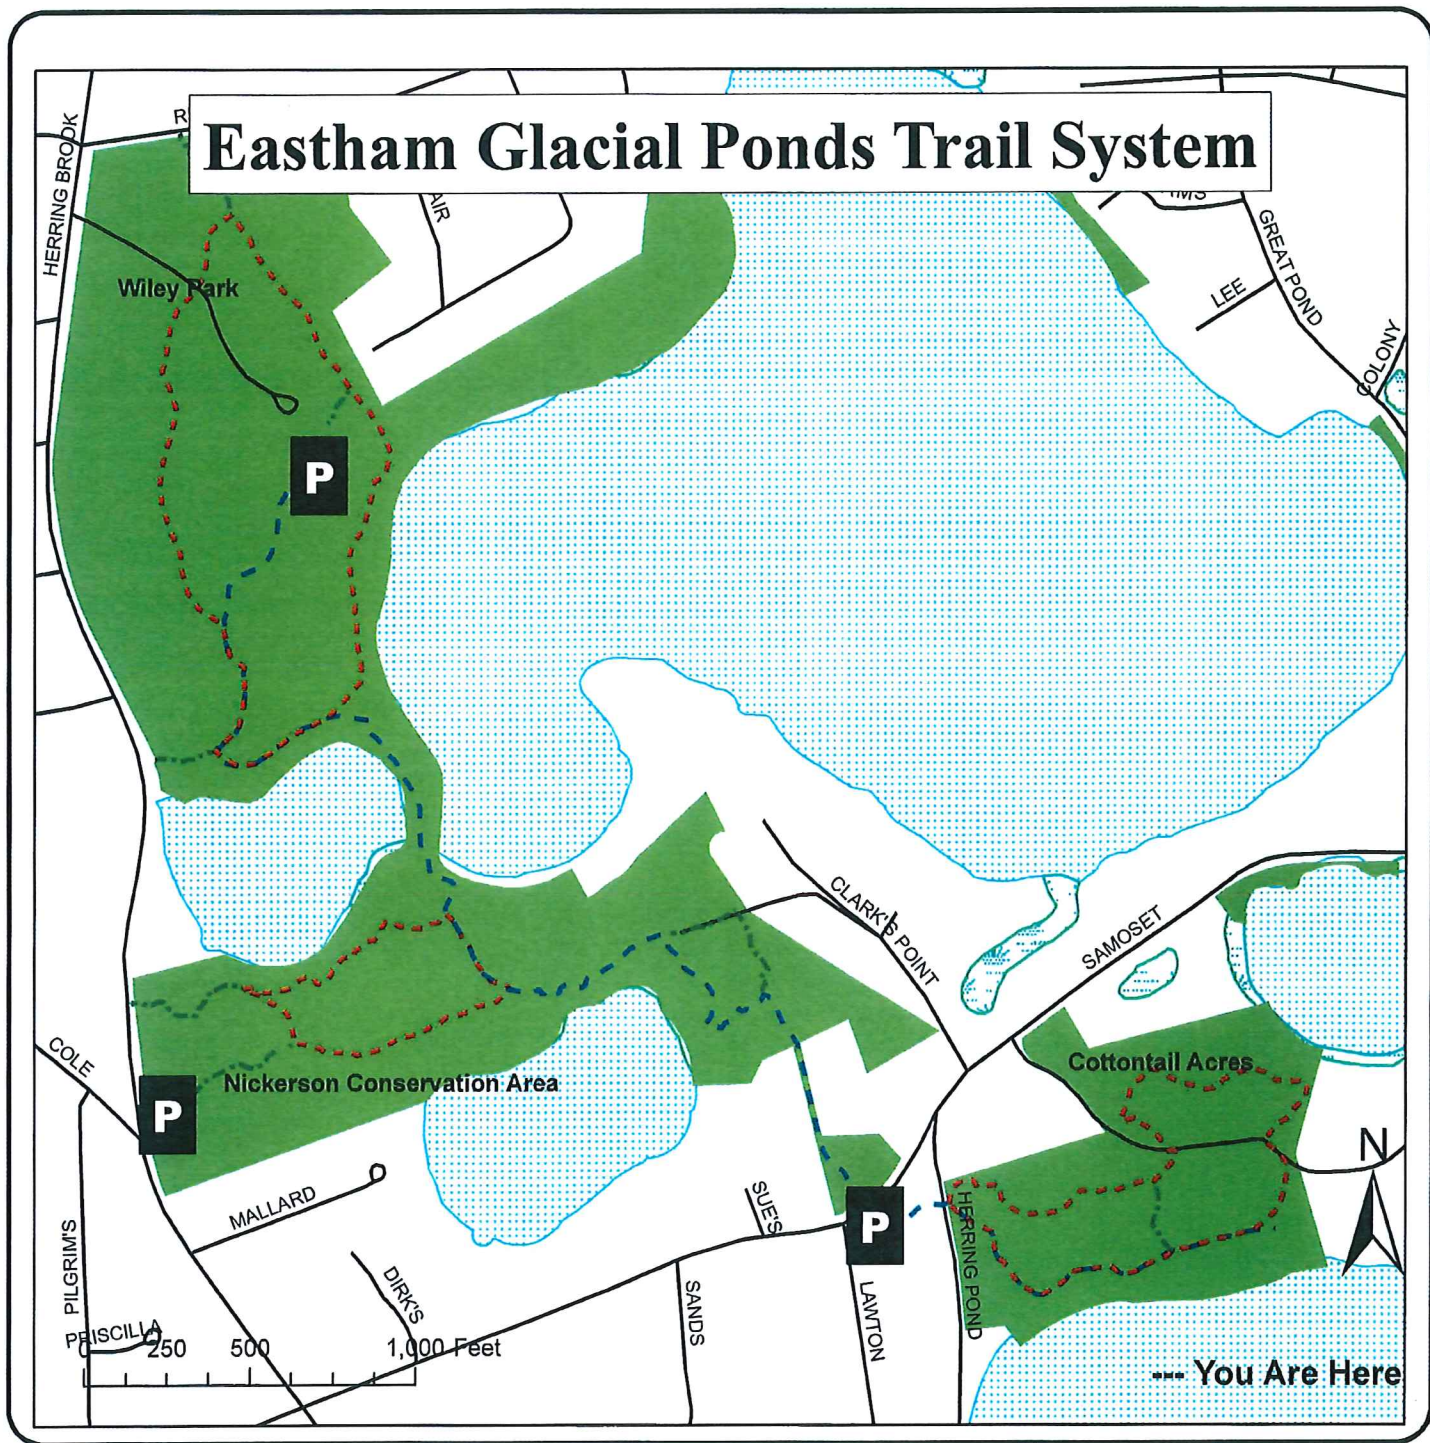 Eastham Glacial Ponds Trail System
HERRING BROOK
R
AIR
GREAT POND
LEE
COLONY
Wiley Park
P
CLARK'S POINT
SAMOSET
COLE
Nickerson Conservation Area
Cottontail Acres
P
N
MALLARD
SUE'S
P
HERRING POND
PILGRIM'S
DIRK'S
SANDS
LAWTON
PRISCILLA
0 250 500 1,000 Feet
--- You Are Here